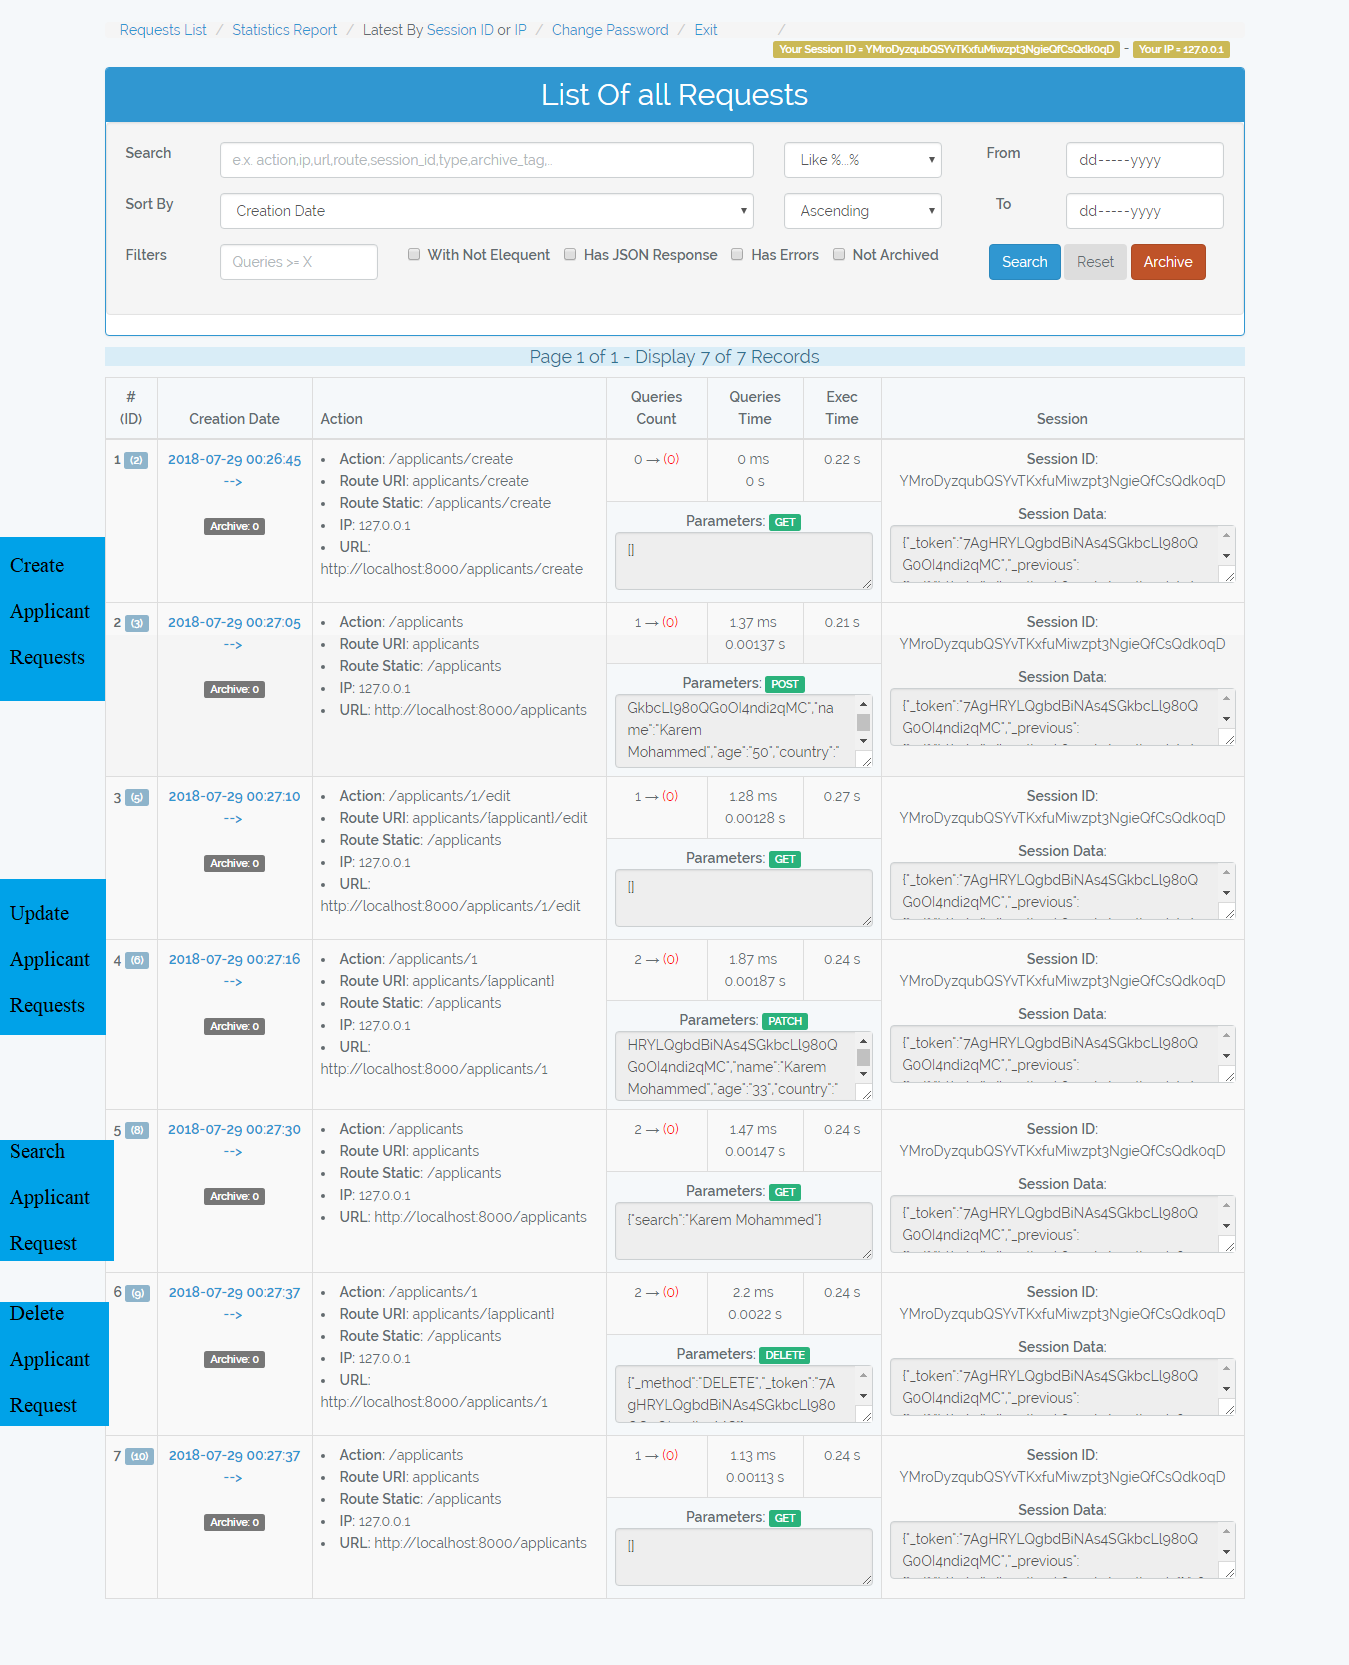 Requests List / Statistics Report / Latest By Session ID or IP / Change Password / Exit /
Your Session ID = YMroDyzqubQSYvTKxfuMiwzpt3NgieQfCsQdk0qD - Your IP = 127.0.0.1
List Of all Requests
Search e.x. action,ip,url,route,session_id,type,archive_tag,.. Like %...% From dd-----yyyy
Sort By Creation Date Ascending To dd-----yyyy
Filters Queries >= X With Not Elequent Has JSON Response Has Errors Not Archived Search Reset Archive
Page 1 of 1 - Display 7 of 7 Records
# (ID) Creation Date Action Queries Count Queries Time Exec Time Session
Create
Applicant
Requests
1 (2) 2018-07-29 00:26:45
-->
Archive: 0
Action: /applicants/create
Route URI: applicants/create
Route Static: /applicants/create
IP: 127.0.0.1
URL:
http://localhost:8000/applicants/create
0 → (0) 0 ms 0.22 s
0 s
Parameters: GET
[]
Session ID:
YMroDyzqubQSYvTKxfuMiwzpt3NgieQfCsQdk0qD
Session Data:
{"_token":"7AgHRYLQgbdBiNAs4SGkbcLl980Q
G0OI4ndi2qMC","_previous":
2 (3) 2018-07-29 00:27:05
-->
Archive: 0
Action: /applicants
Route URI: applicants
Route Static: /applicants
IP: 127.0.0.1
URL: http://localhost:8000/applicants
1 → (0) 1.37 ms 0.21 s
0.00137 s
Parameters: POST
GkbcLl980QG0OI4ndi2qMC","na
me":"Karem
Mohammed","age":"50","country":"
Session ID:
YMroDyzqubQSYvTKxfuMiwzpt3NgieQfCsQdk0qD
Session Data:
{"_token":"7AgHRYLQgbdBiNAs4SGkbcLl980Q
G0OI4ndi2qMC","_previous":
Update
Applicant
Requests
3 (5) 2018-07-29 00:27:10
-->
Archive: 0
Action: /applicants/1/edit
Route URI: applicants/{applicant}/edit
Route Static: /applicants
IP: 127.0.0.1
URL:
http://localhost:8000/applicants/1/edit
1 → (0) 1.28 ms 0.27 s
0.00128 s
Parameters: GET
[]
Session ID:
YMroDyzqubQSYvTKxfuMiwzpt3NgieQfCsQdk0qD
Session Data:
{"_token":"7AgHRYLQgbdBiNAs4SGkbcLl980Q
G0OI4ndi2qMC","_previous":
4 (6) 2018-07-29 00:27:16
-->
Archive: 0
Action: /applicants/1
Route URI: applicants/{applicant}
Route Static: /applicants
IP: 127.0.0.1
URL:
http://localhost:8000/applicants/1
2 → (0) 1.87 ms 0.24 s
0.00187 s
Parameters: PATCH
HRYLQgbdBiNAs4SGkbcLl980Q
G0OI4ndi2qMC","name":"Karem
Mohammed","age":"33","country":"
Session ID:
YMroDyzqubQSYvTKxfuMiwzpt3NgieQfCsQdk0qD
Session Data:
{"_token":"7AgHRYLQgbdBiNAs4SGkbcLl980Q
G0OI4ndi2qMC","_previous":
Search
Applicant
Request
5 (8) 2018-07-29 00:27:30
-->
Archive: 0
Action: /applicants
Route URI: applicants
Route Static: /applicants
IP: 127.0.0.1
URL: http://localhost:8000/applicants
2 → (0) 1.47 ms 0.24 s
0.00147 s
Parameters: GET
{"search":"Karem Mohammed"}
Session ID:
YMroDyzqubQSYvTKxfuMiwzpt3NgieQfCsQdk0qD
Session Data:
{"_token":"7AgHRYLQgbdBiNAs4SGkbcLl980Q
G0OI4ndi2qMC","_previous":
Delete
Applicant
Request
6 (9) 2018-07-29 00:27:37
-->
Archive: 0
Action: /applicants/1
Route URI: applicants/{applicant}
Route Static: /applicants
IP: 127.0.0.1
URL:
http://localhost:8000/applicants/1
2 → (0) 2.2 ms 0.24 s
0.0022 s
Parameters: DELETE
{"_method":"DELETE","_token":"7A
gHRYLQgbdBiNAs4SGkbcLl980
Session ID:
YMroDyzqubQSYvTKxfuMiwzpt3NgieQfCsQdk0qD
Session Data:
{"_token":"7AgHRYLQgbdBiNAs4SGkbcLl980Q
G0OI4ndi2qMC","_previous":
7 (10) 2018-07-29 00:27:37
-->
Archive: 0
Action: /applicants
Route URI: applicants
Route Static: /applicants
IP: 127.0.0.1
URL: http://localhost:8000/applicants
1 → (0) 1.13 ms 0.24 s
0.00113 s
Parameters: GET
[]
Session ID:
YMroDyzqubQSYvTKxfuMiwzpt3NgieQfCsQdk0qD
Session Data:
{"_token":"7AgHRYLQgbdBiNAs4SGkbcLl980Q
G0OI4ndi2qMC","_previous":